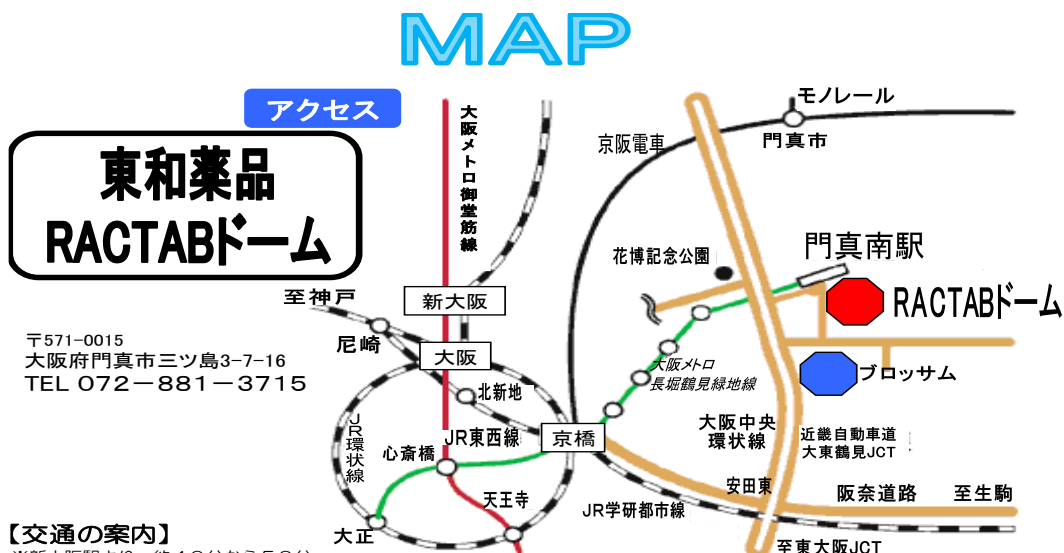 MAP
アクセス
東和薬品
RACTABドーム
〒571-0015
大阪府門真市三ツ島3-7-16
TEL 072－881－3715
大阪メトロ御堂筋線
モノレール
京阪電車
門真市
花博記念公園
門真南駅
RACTABドーム
至神戸
新大阪
尼崎
大阪
北新地
大阪メトロ
長堀鶴見緑地線
ブロッサム
JR環状線
心斎橋
JR東西線
京橋
大阪中央
環状線
近畿自動車道
大東鶴見JCT
天王寺
安田東
阪奈道路
至生駒
大正
JR学研都市線
至東大阪JCT
【交通の案内】